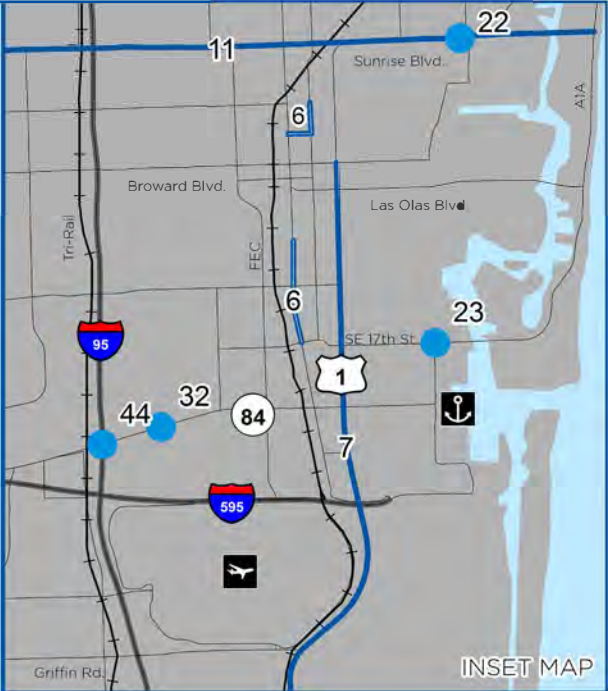 22
11
Sunrise Blvd.
A1A
6
Broward Blvd.
Las Olas Blvd
Tri-Rail
FEC
6
23
SE 17th St.
95
1
32
44
84
7
595
Griffin Rd.
INSET MAP